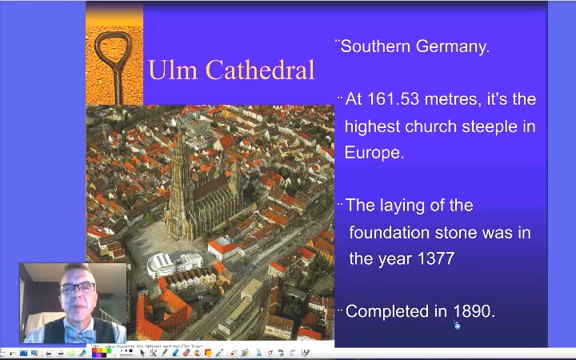 Ulm Cathedral
¨Southern Germany.
¨ At 161.53 metres, it's the
highest church steeple in
Europe.
¨ The laying of the
foundation stone was in
the year 1377
¨ Completed in 1890.